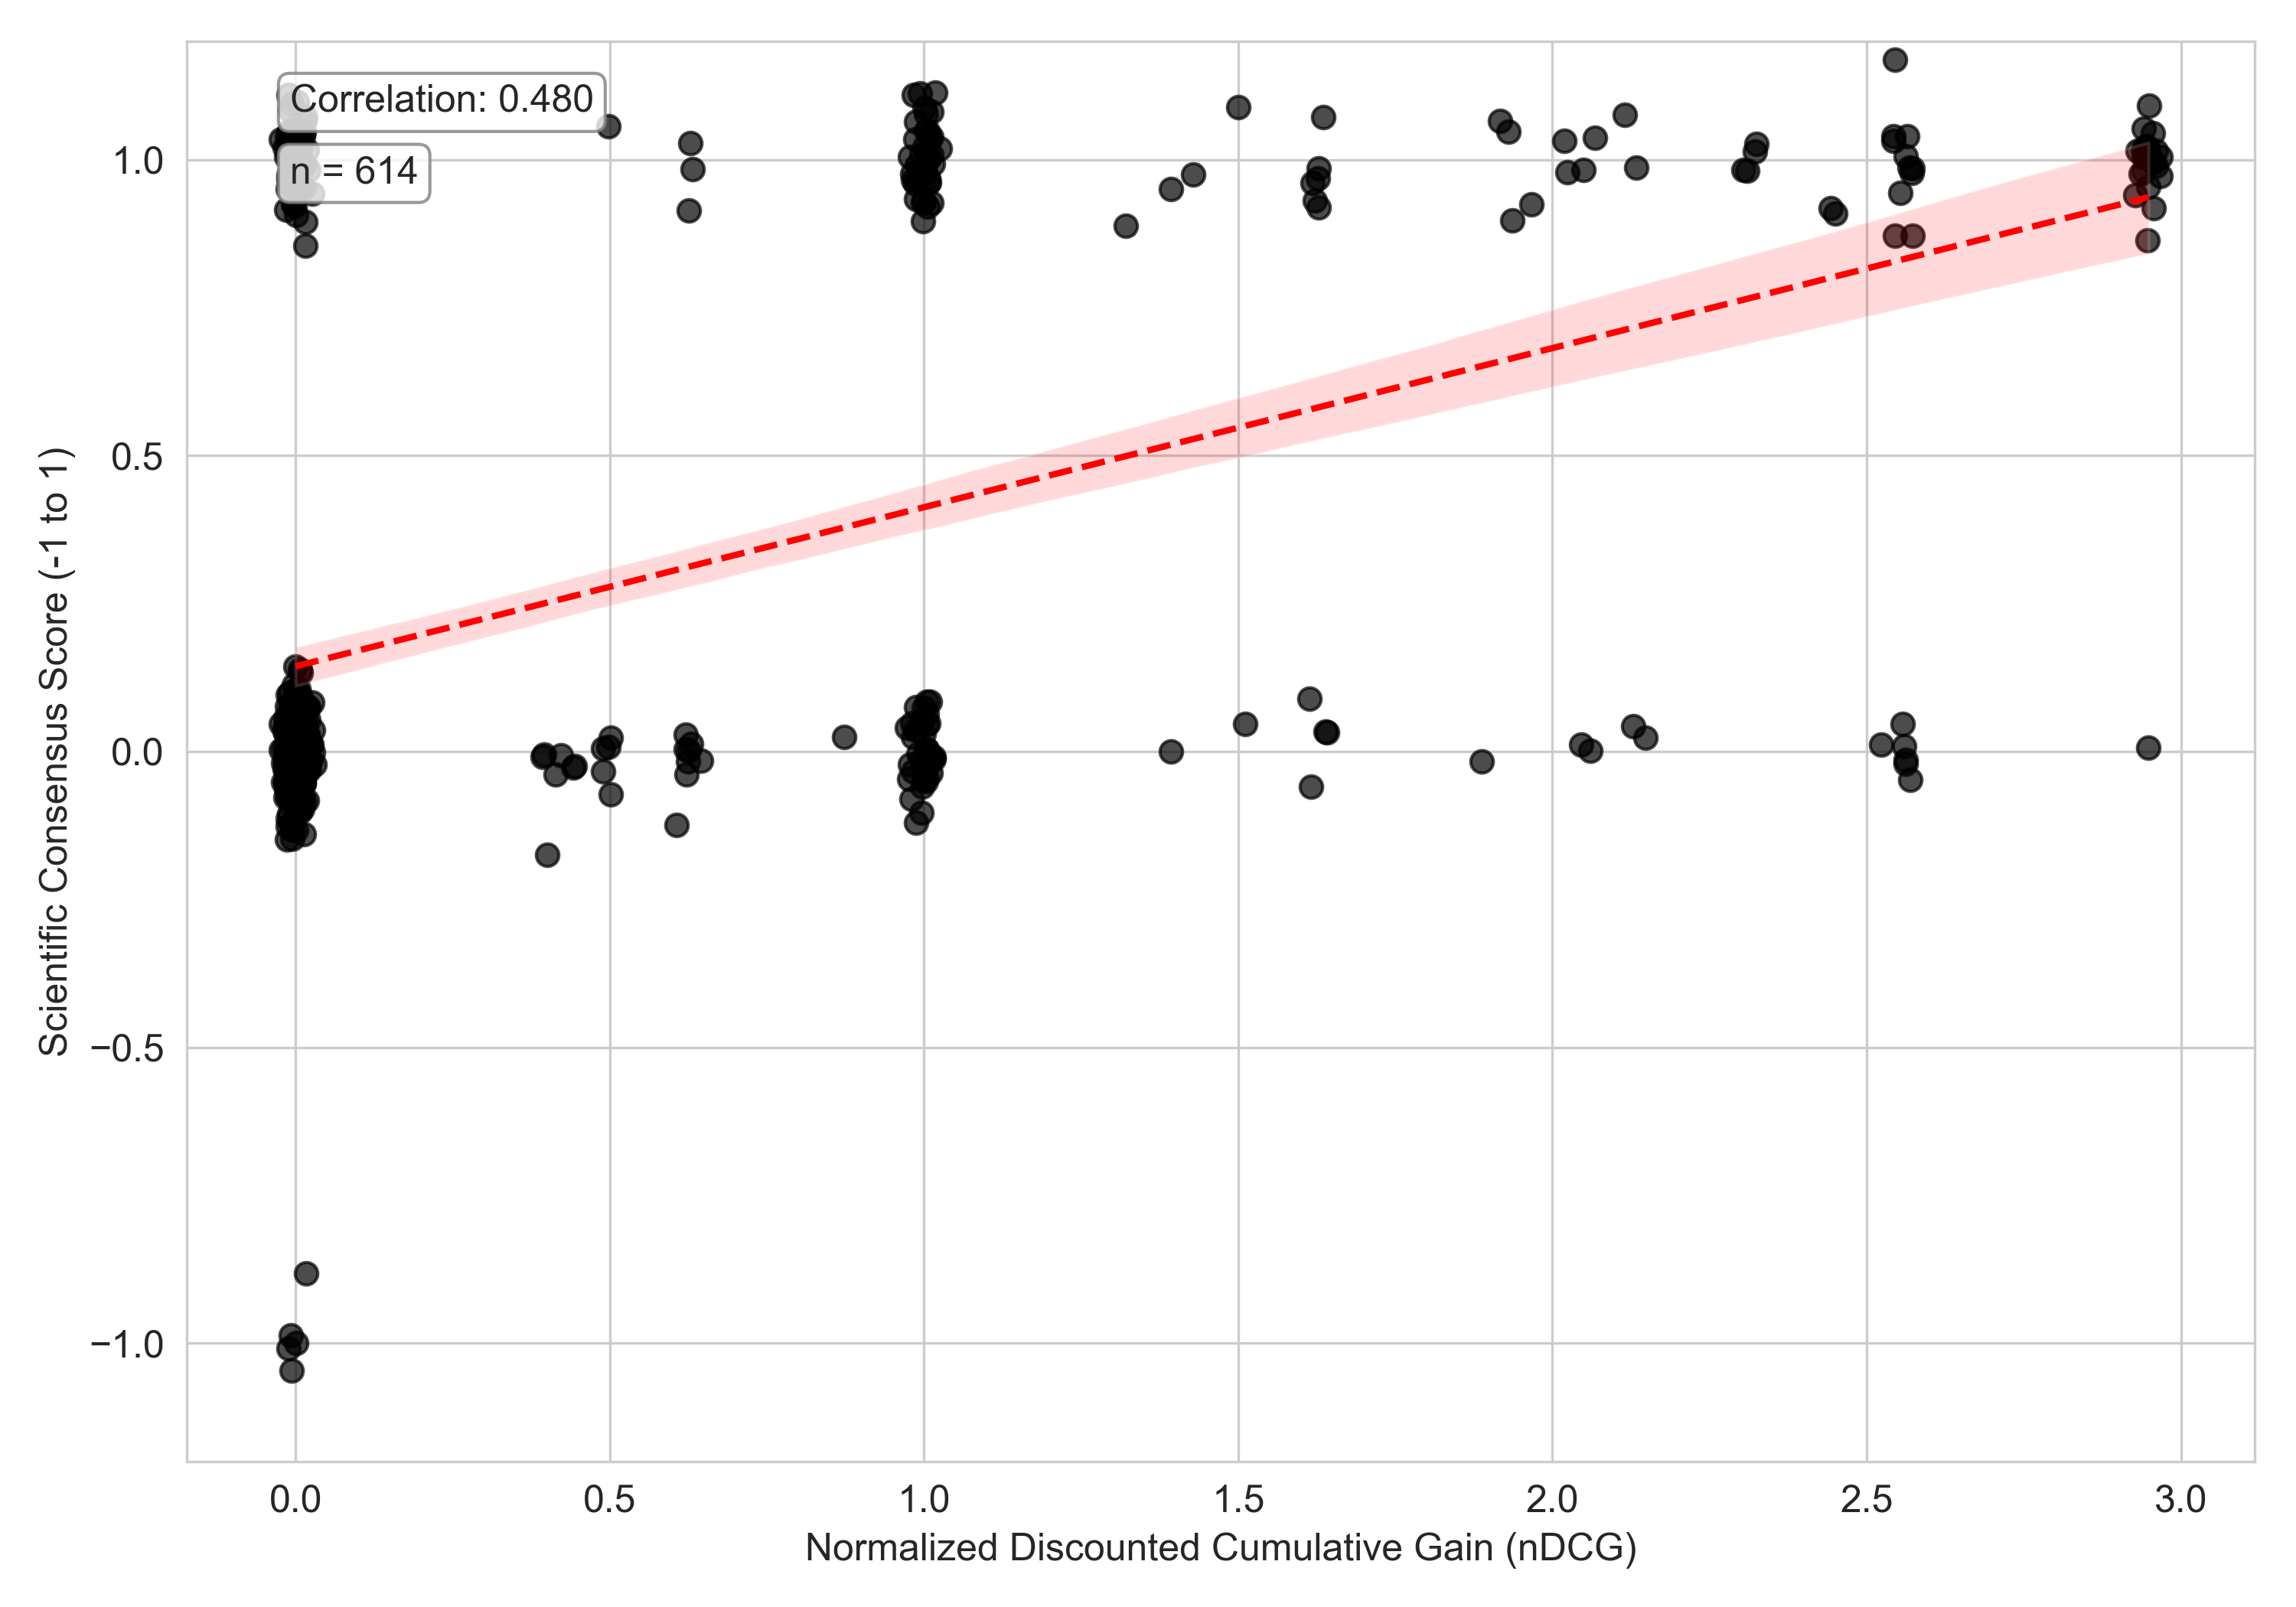 Correlation: 0.480
n = 614
Scientific Consensus Score (-1 to 1)
1.0
0.5
0.0
−0.5
−1.0
0.0 0.5 1.0 1.5 2.0 2.5 3.0
Normalized Discounted Cumulative Gain (nDCG)